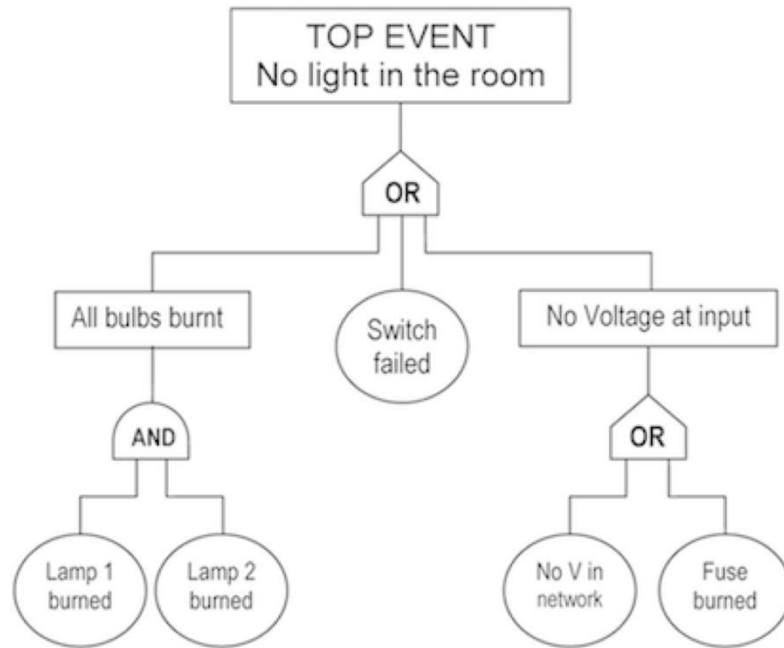 TOP EVENT
No light in the room
OR
All bulbs burnt
Switch
failed
No Voltage at input
AND
OR
Lamp 1
burned
Lamp 2
burned
No V in
network
Fuse
burned